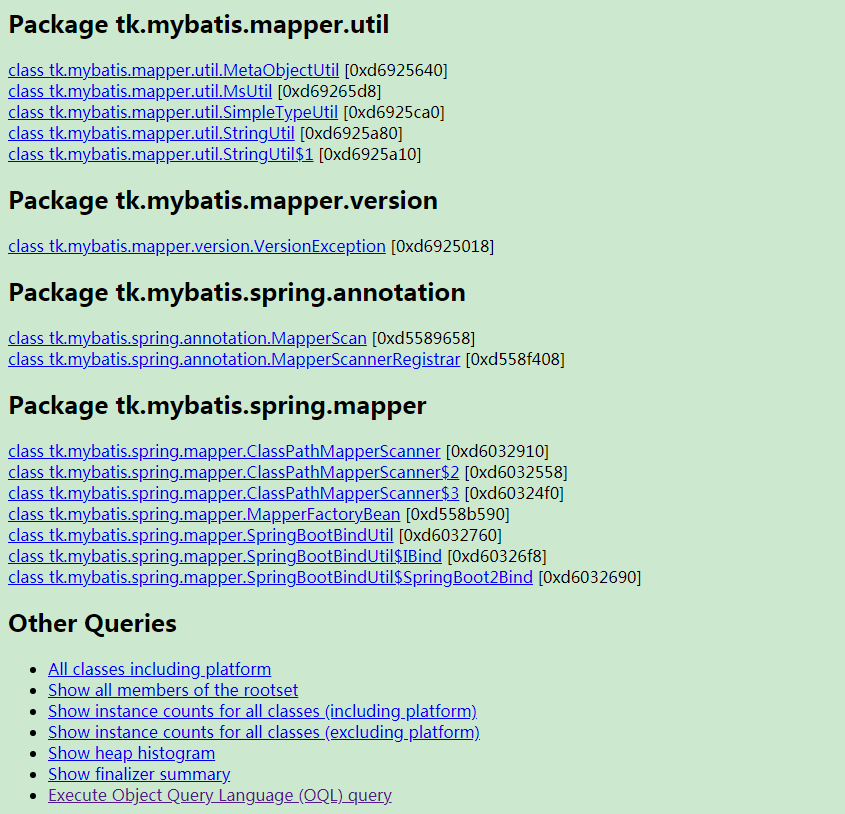 Package tk.mybatis.mapper.util
class tk.mybatis.mapper.util.MetaObjectUtil [0xd6925640]
class tk.mybatis.mapper.util.MsUtil [0xd69265d8]
class tk.mybatis.mapper.util.SimpleTypeUtil [0xd6925ca0]
class tk.mybatis.mapper.util.StringUtil [0xd6925a80]
class tk.mybatis.mapper.util.StringUtil$1 [0xd6925a10]
Package tk.mybatis.mapper.version
class tk.mybatis.mapper.version.VersionException [0xd6925018]
Package tk.mybatis.spring.annotation
class tk.mybatis.spring.annotation.MapperScan [0xd5589658]
class tk.mybatis.spring.annotation.MapperScannerRegistrar [0xd558f408]
Package tk.mybatis.spring.mapper
class tk.mybatis.spring.mapper.ClassPathMapperScanner [0xd6032910]
class tk.mybatis.spring.mapper.ClassPathMapperScanner$2 [0xd6032558]
class tk.mybatis.spring.mapper.ClassPathMapperScanner$3 [0xd60324f0]
class tk.mybatis.spring.mapper.MapperFactoryBean [0xd558b590]
class tk.mybatis.spring.mapper.SpringBootBindUtil [0xd6032760]
class tk.mybatis.spring.mapper.SpringBootBindUtil$IBind [0xd60326f8]
class tk.mybatis.spring.mapper.SpringBootBindUtil$SpringBoot2Bind [0xd6032690]
Other Queries
• All classes including platform
• Show all members of the rootset
• Show instance counts for all classes (including platform)
• Show instance counts for all classes (excluding platform)
• Show heap histogram
• Show finalizer summary
• Execute Object Query Language (OQL) query